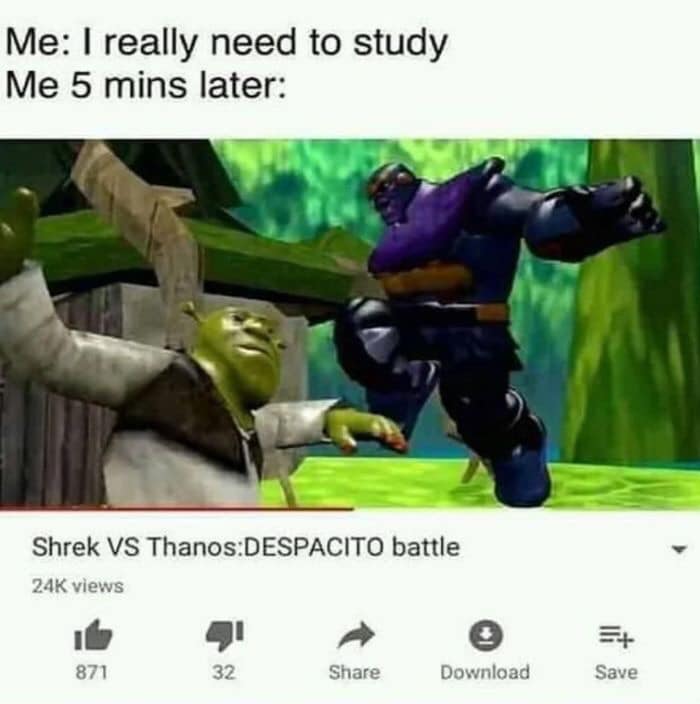 Me: I really need to study
Me 5 mins later:
Shrek VS Thanos:DESPACITO battle
24K views
871
32
Share
Download
Save